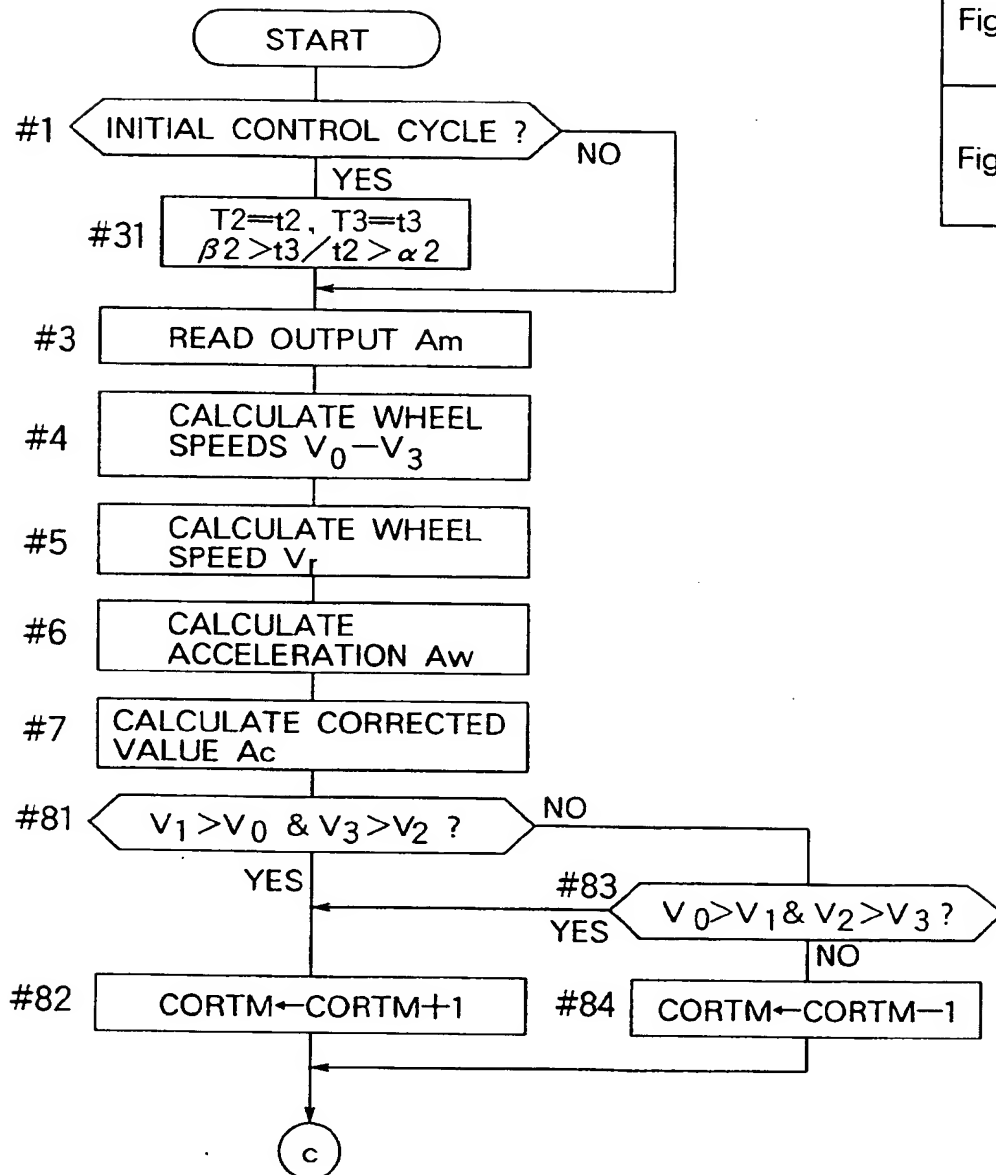 START
Fig
#1
INITIAL CONTROL CYCLE ?
NO
YES
Fig
#31
T2=t2, T3=t3
β2>t3/t2>α2
#3
READ OUTPUT Am
#4
CALCULATE WHEEL
SPEEDS V0−V3
#5
CALCULATE WHEEL
SPEED Vr
#6
CALCULATE
ACCELERATION Aw
#7
CALCULATE CORRECTED
VALUE Ac
#81
V1>V0 & V3>V2 ?
NO
YES
#83
V0>V1& V2>V3 ?
YES
NO
#82
CORTM←CORTM+1
#84
CORTM←CORTM−1
c